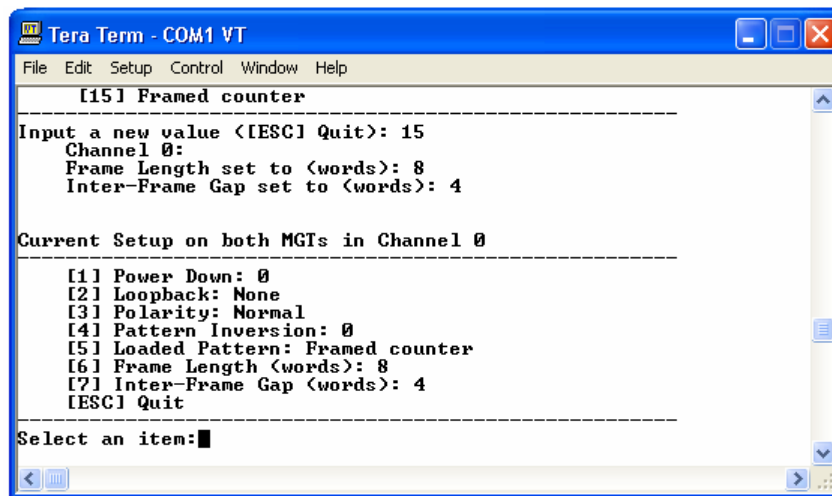 Tera Term - COM1 VT
File Edit Setup Control Window Help
[15] Framed counter
Input a new value ([ESC] Quit): 15
Channel 0:
Frame Length set to (words): 8
Inter-Frame Gap set to (words): 4
Current Setup on both MGTs in Channel 0
[1] Power Down: 0
[2] Loopback: None
[3] Polarity: Normal
[4] Pattern Inversion: 0
[5] Loaded Pattern: Framed counter
[6] Frame Length (words): 8
[7] Inter-Frame Gap (words): 4
[ESC] Quit
Select an item: